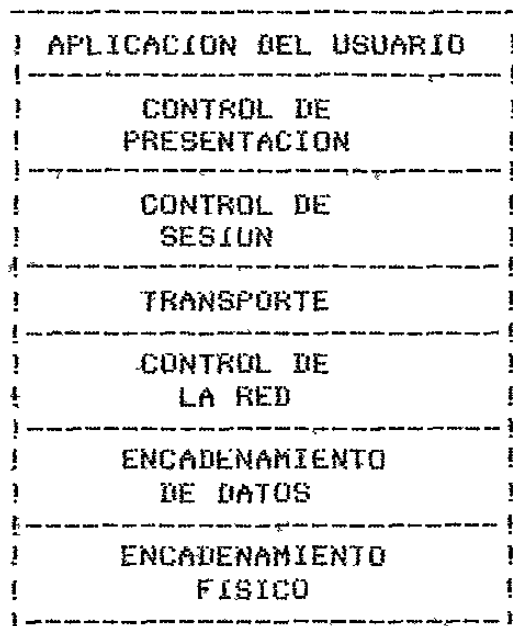 APLICACION DEL USUARIO
CONTROL DE
PRESENTACION
CONTROL DE
SESION
TRANSPORTE
CONTROL DE
LA RED
ENCADENAMIENTO
DE DATOS
ENCADENAMIENTO
FISICO